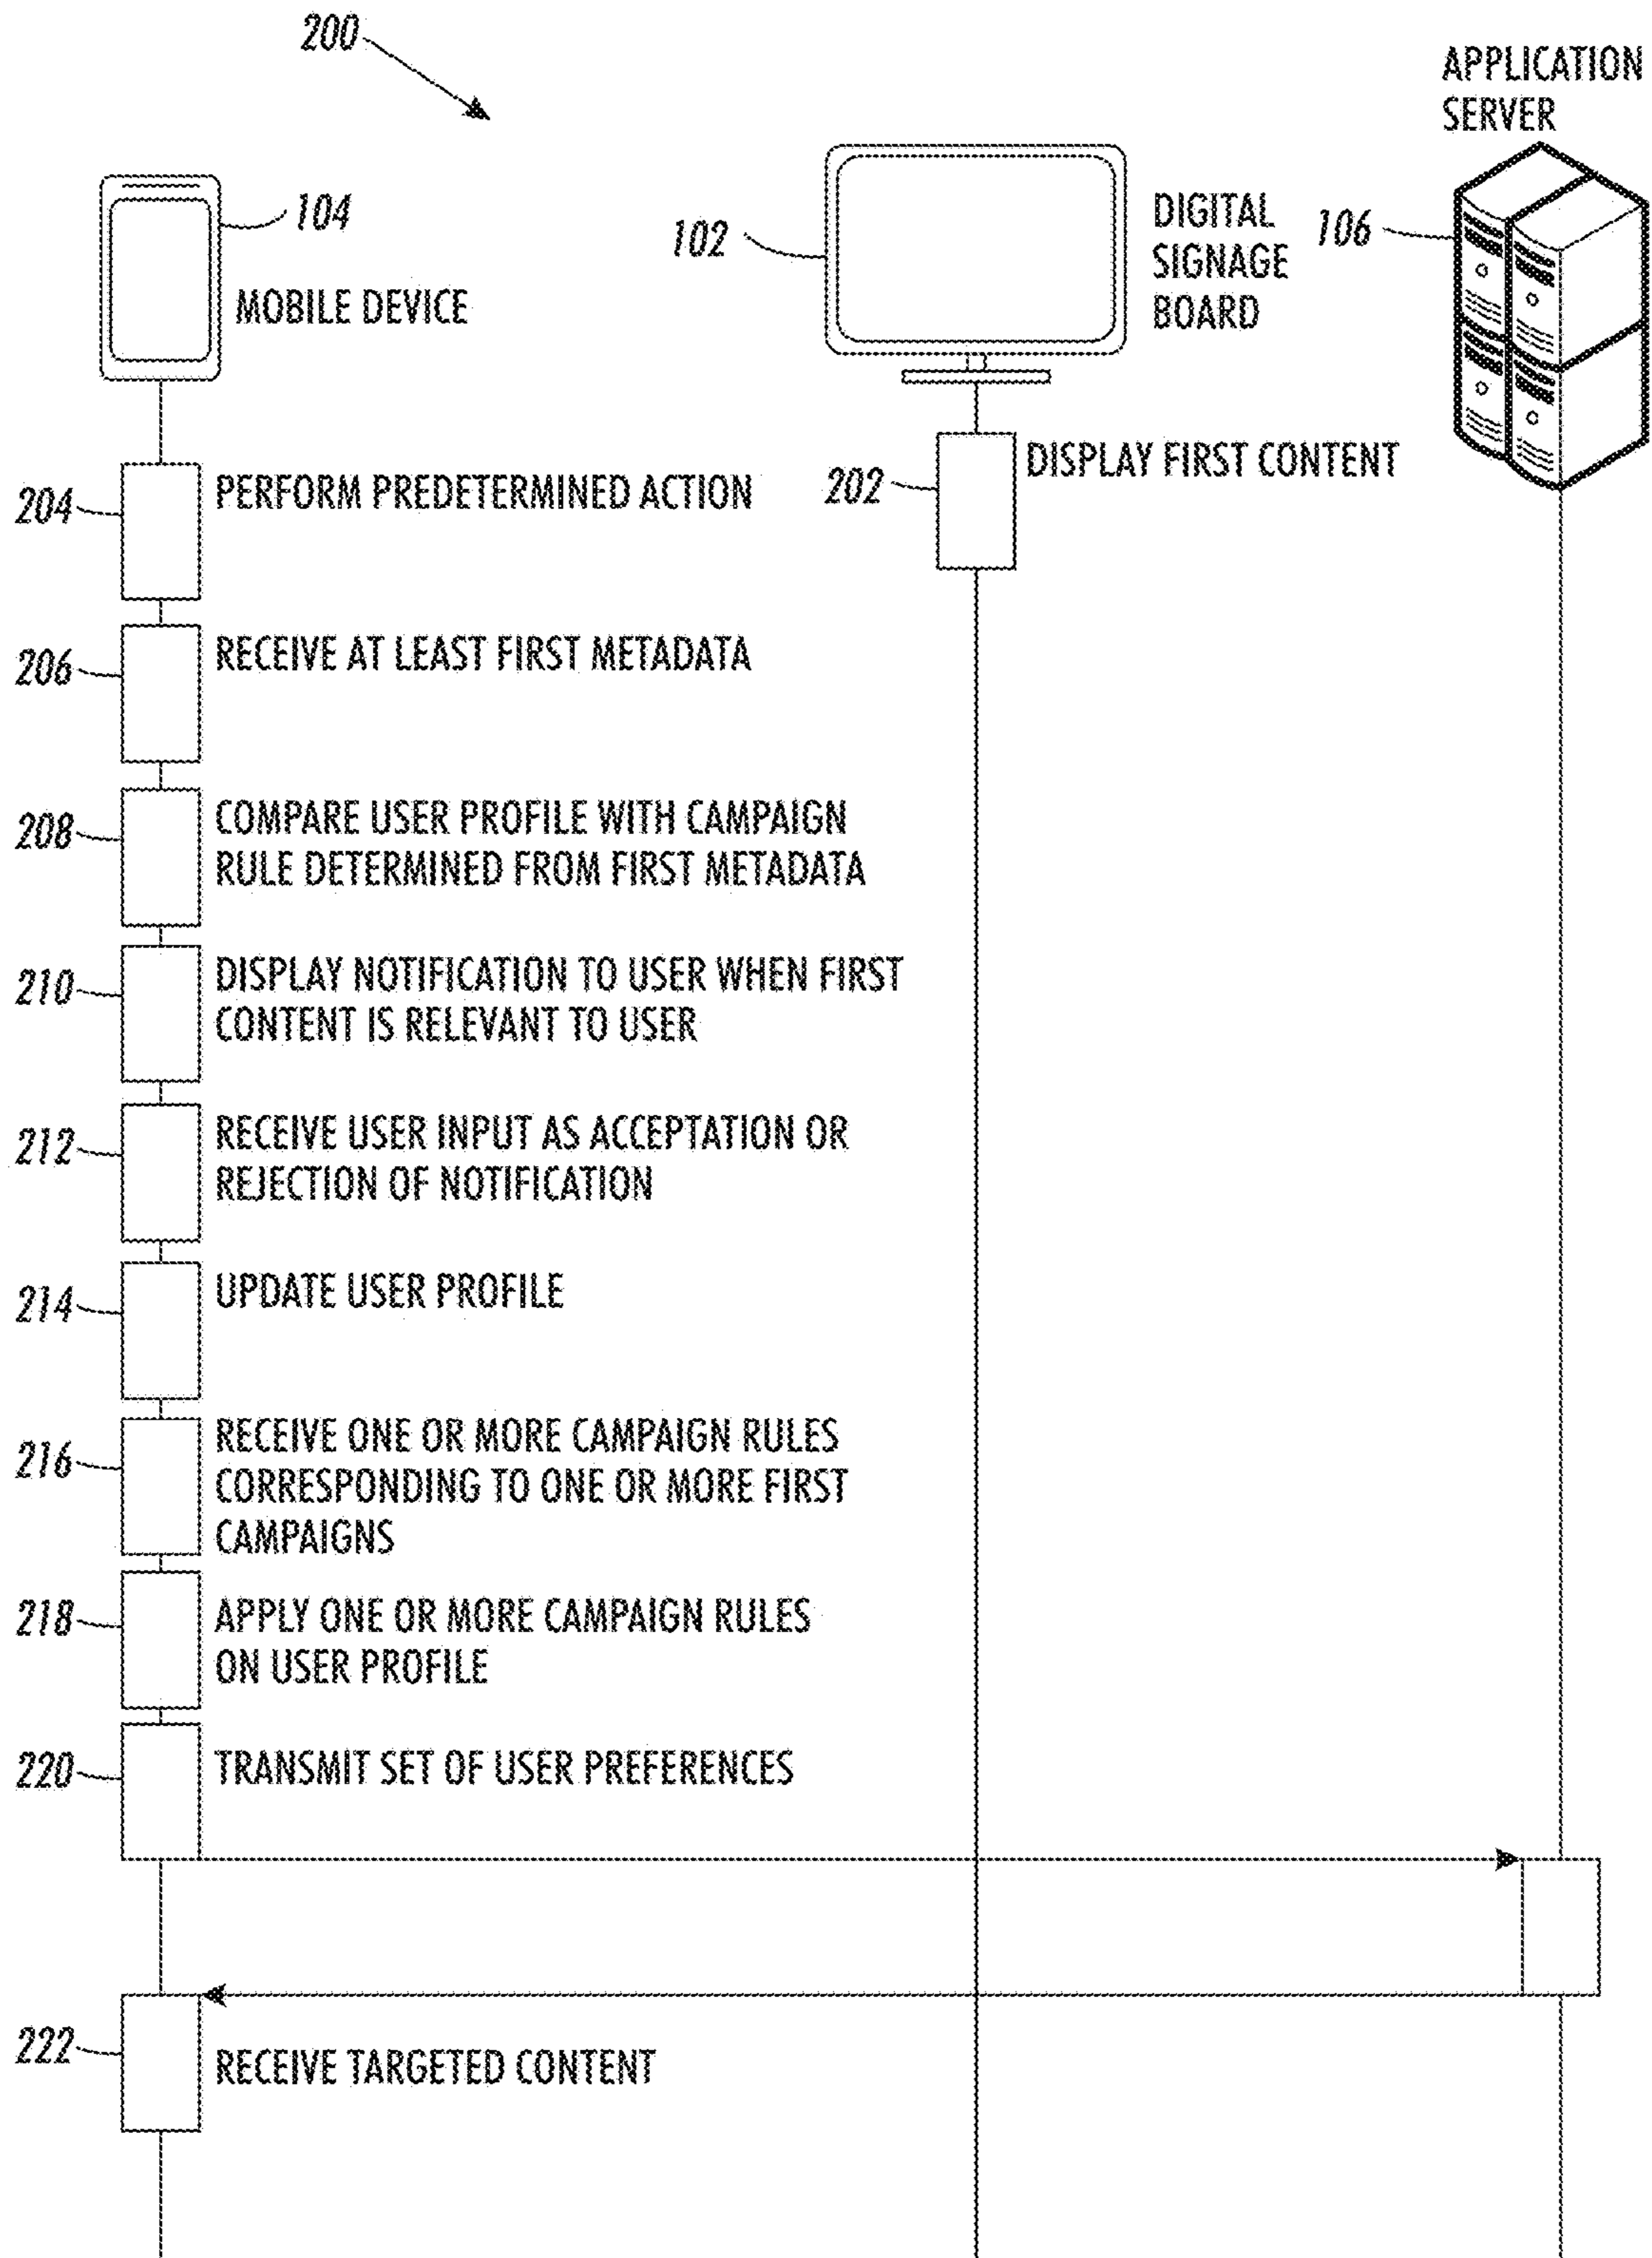 200
APPLICATION
SERVER
104
MOBILE DEVICE
102
DIGITAL
SIGNAGE
BOARD
106
202
DISPLAY FIRST CONTENT
204
PERFORM PREDETERMINED ACTION
206
RECEIVE AT LEAST FIRST METADATA
208
COMPARE USER PROFILE WITH CAMPAIGN
RULE DETERMINED FROM FIRST METADATA
210
DISPLAY NOTIFICATION TO USER WHEN FIRST
CONTENT IS RELEVANT TO USER
212
RECEIVE USER INPUT AS ACCEPTATION OR
REJECTION OF NOTIFICATION
214
UPDATE USER PROFILE
216
RECEIVE ONE OR MORE CAMPAIGN RULES
CORRESPONDING TO ONE OR MORE FIRST
CAMPAIGNS
218
APPLY ONE OR MORE CAMPAIGN RULES
ON USER PROFILE
220
TRANSMIT SET OF USER PREFERENCES
222
RECEIVE TARGETED CONTENT